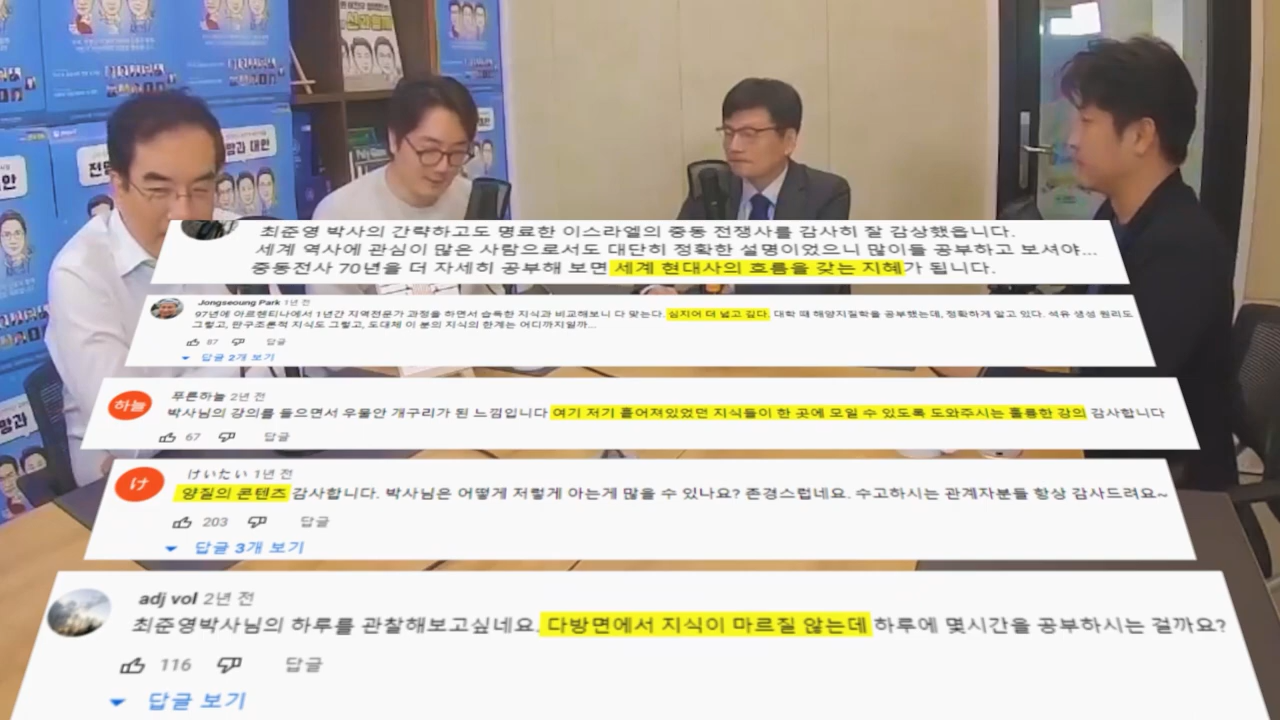 전망과 대안
최준영 박사의 간략하고도 명료한 이스라엘의 중동 전쟁사를 감사히 잘 감상했읍니다.
세계 역사에 관심이 많은 사람으로서도 대단히 정확한 설명이었으니 많이들 공부하고 보셔야...
중동전사 70년을 더 자세히 공부해 보면 세계 현대사의 흐름을 갖는 지혜가 됩니다.
Jongseoung Park 1년 전
97년에 아르헨티나에서 1년간 지역전문가 과정을 하면서 습득한 지식과 비교해보니 다 맞는다. 심지어 더 넓고 깊다. 대학 때 해양지질학을 공부했는데, 정확하게 알고 있다. 석유 생성 원리도
그렇고, 판구조론적 지식도 그렇고, 도대체 이 분의 지식의 한계는 어디까지일까...
87 답글
답글 2개 보기
하늘
푸른하늘 2년 전
박사님의 강의를 들으면서 우물안 개구리가 된 느낌입니다 여기 저기 흩어져있었던 지식들이 한 곳에 모일 수 있도록 도와주시는 훌륭한 강의 감사합니다
67 답글
け
けいたい 1년 전
양질의 콘텐즈 감사합니다. 박사님은 어떻게 저렇게 아는게 많을 수 있나요? 존경스럽네요. 수고하시는 관계자분들 항상 감사드려요~
203 답글
답글 3개 보기
adj vol 2년 전
최준영박사님의 하루를 관찰해보고싶네요. 다방면에서 지식이 마르질 않는데 하루에 몇시간을 공부하시는 걸까요?
116 답글
답글 보기